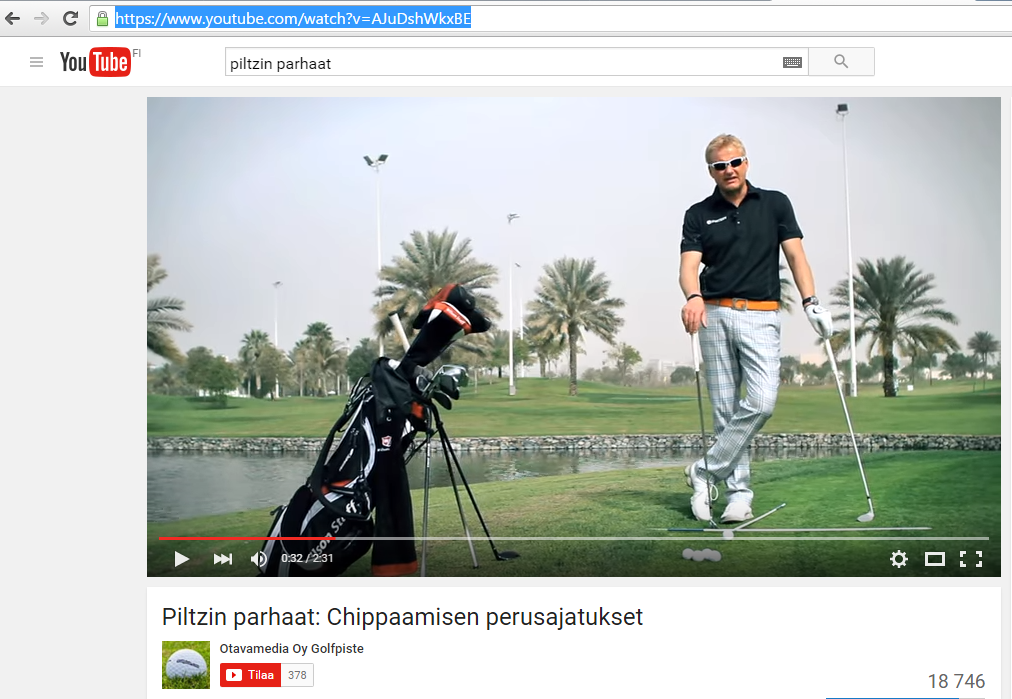 https://www.youtube.com/watch?v=AJuDshWkxBE
YouTube FI
piltzin parhaat
0:32 / 2:31
Piltzin parhaat: Chippaamisen perusajatukset
Otavamedia Oy Golfpiste
Tilaa 378
18 746